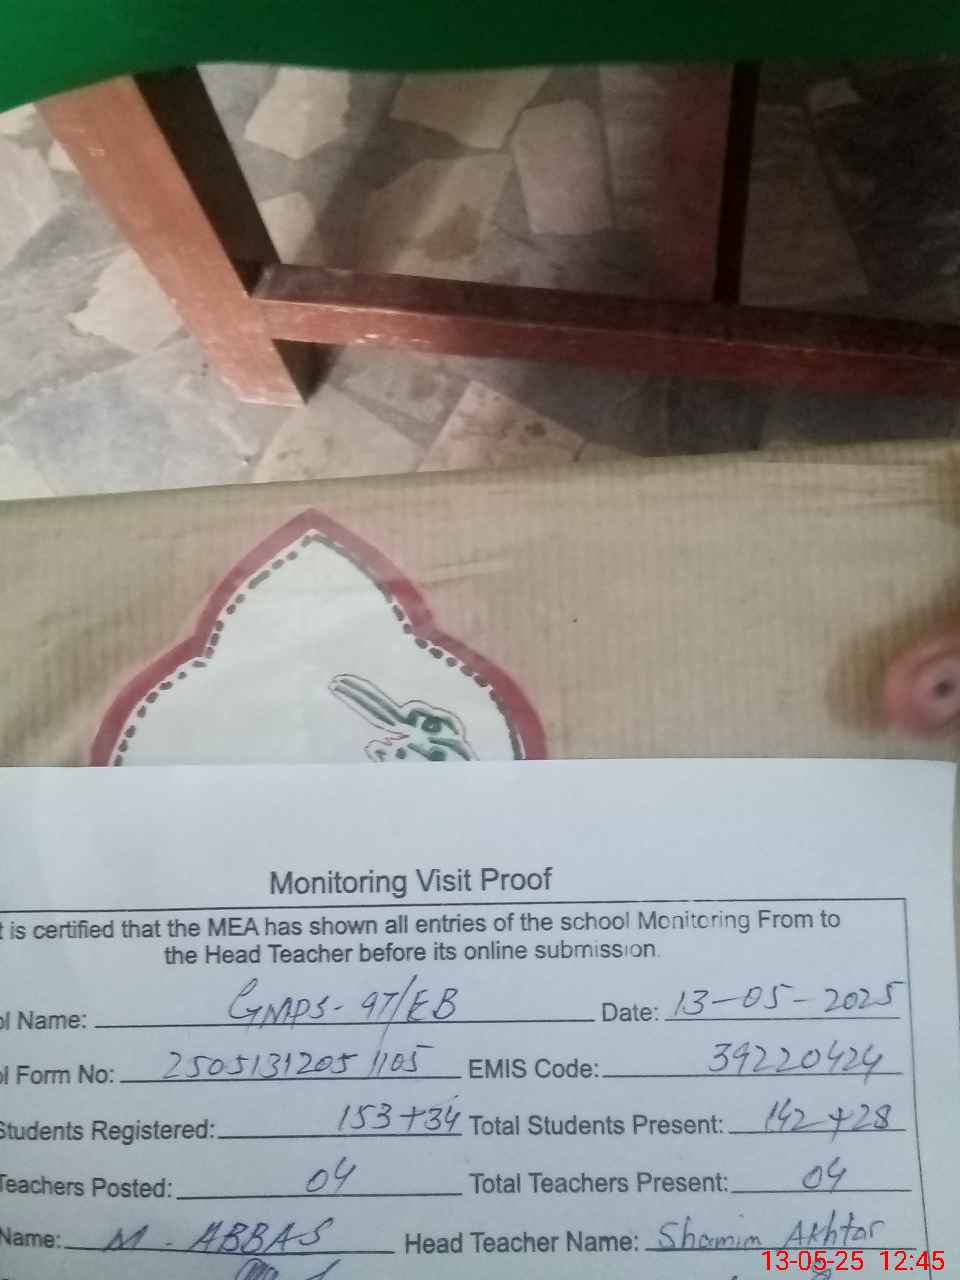 Monitoring Visit Proof
t is certified that the MEA has shown all entries of the school Monitoring From to
the Head Teacher before its online submission.
ol Name: GMPS-97/EB Date: 13-05-2025
ol Form No: 2505131205 1105 EMIS Code: 39220424
Students Registered: 153+34 Total Students Present: 142+28
Teachers Posted: 04 Total Teachers Present: 04
Name: M. ABBAS Head Teacher Name: Shamim Akhtar
13-05-25 12:45